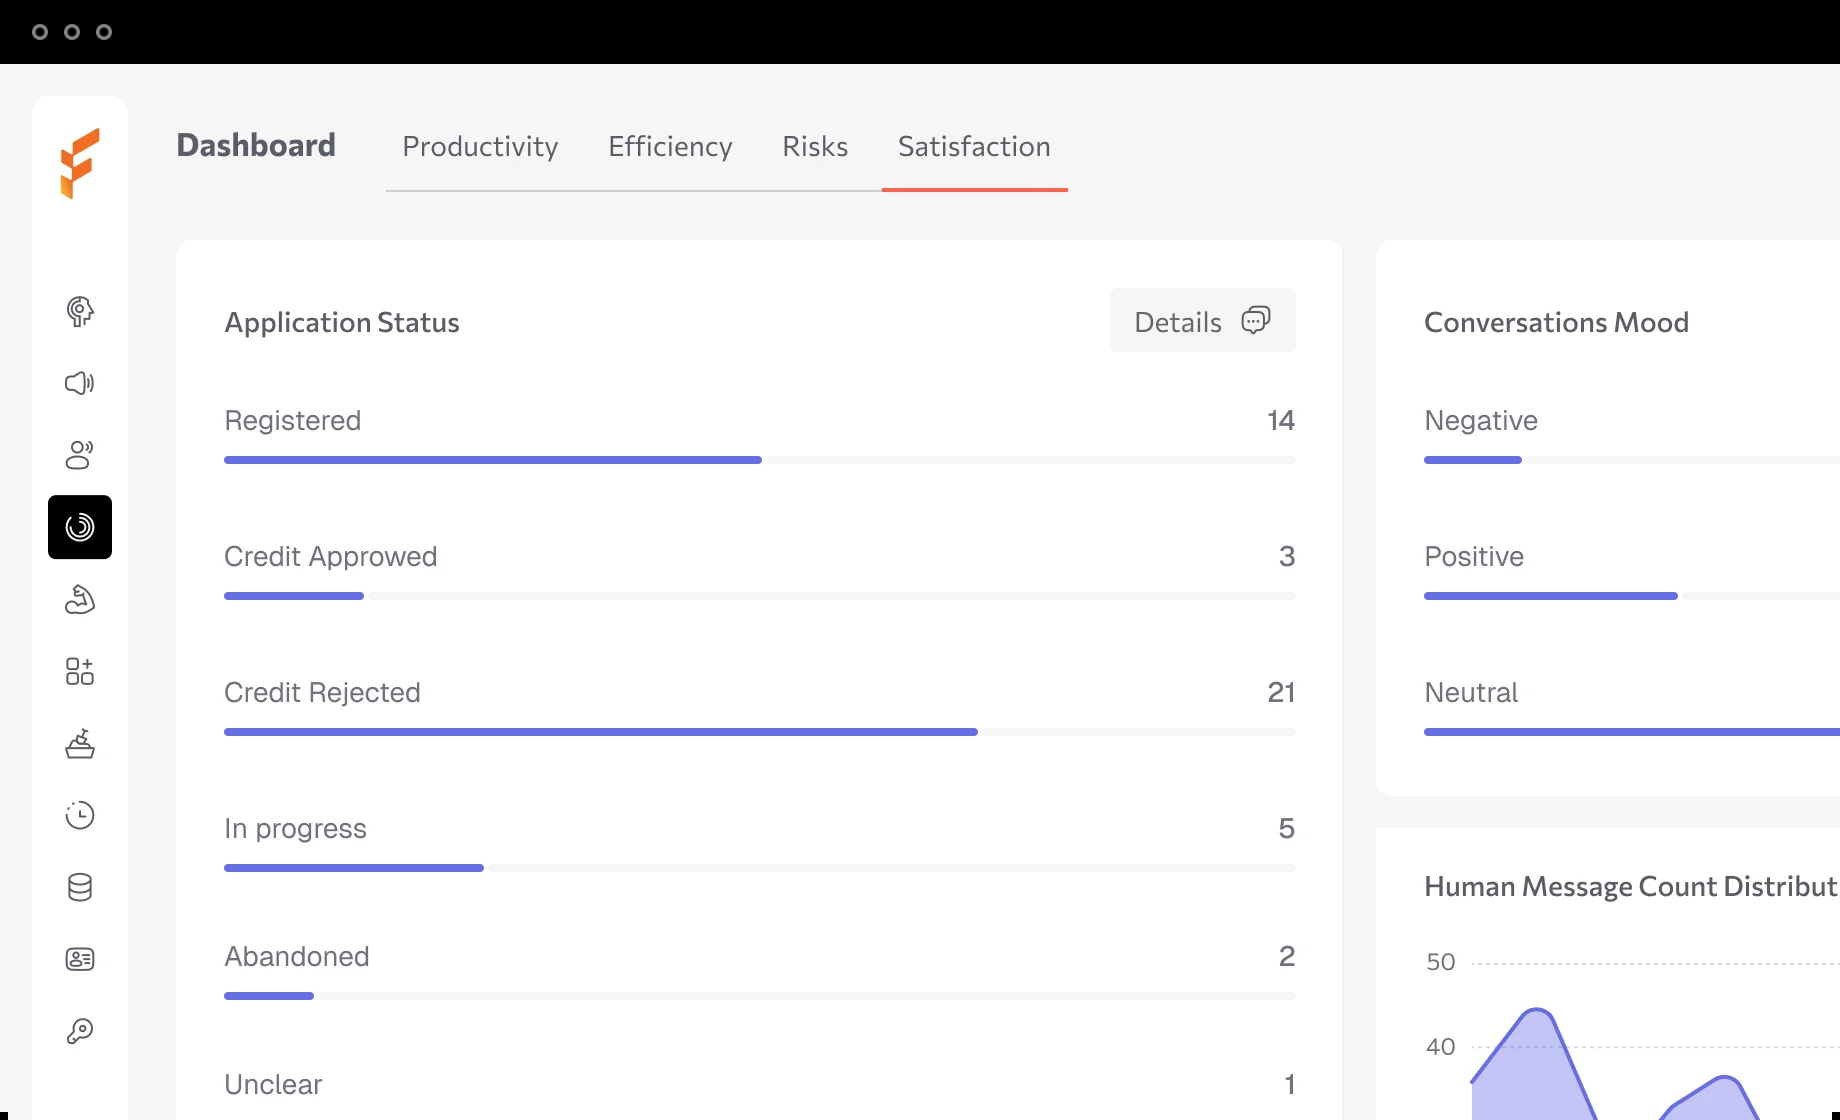 Dashboard
Productivity
Efficiency
Risks
Satisfaction
Application Status
Details
Registered
14
Credit Approwed
3
Credit Rejected
21
In progress
5
Abandoned
2
Unclear
1
Conversations Mood
Negative
Positive
Neutral
Human Message Count Distribut
50
40